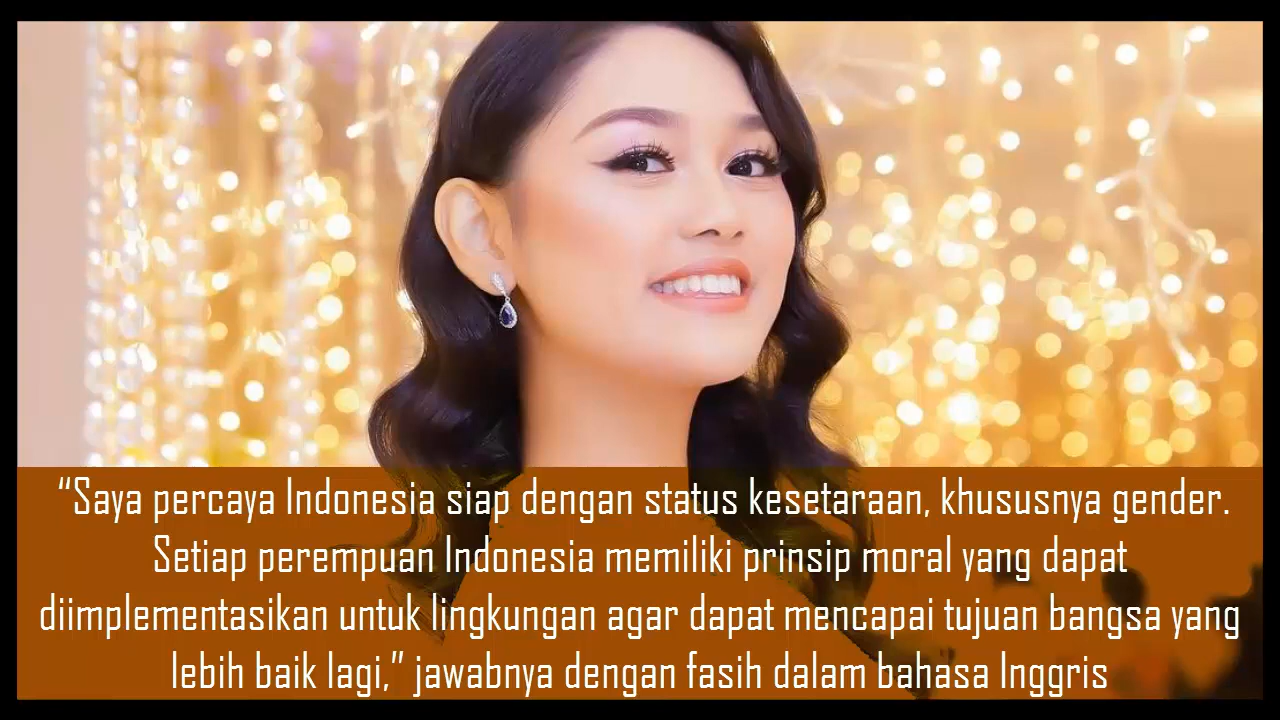 “Saya percaya Indonesia siap dengan status kesetaraan, khususnya gender.
Setiap perempuan Indonesia memiliki prinsip moral yang dapat
diimplementasikan untuk lingkungan agar dapat mencapai tujuan bangsa yang
lebih baik lagi,” jawabnya dengan fasih dalam bahasa Inggris